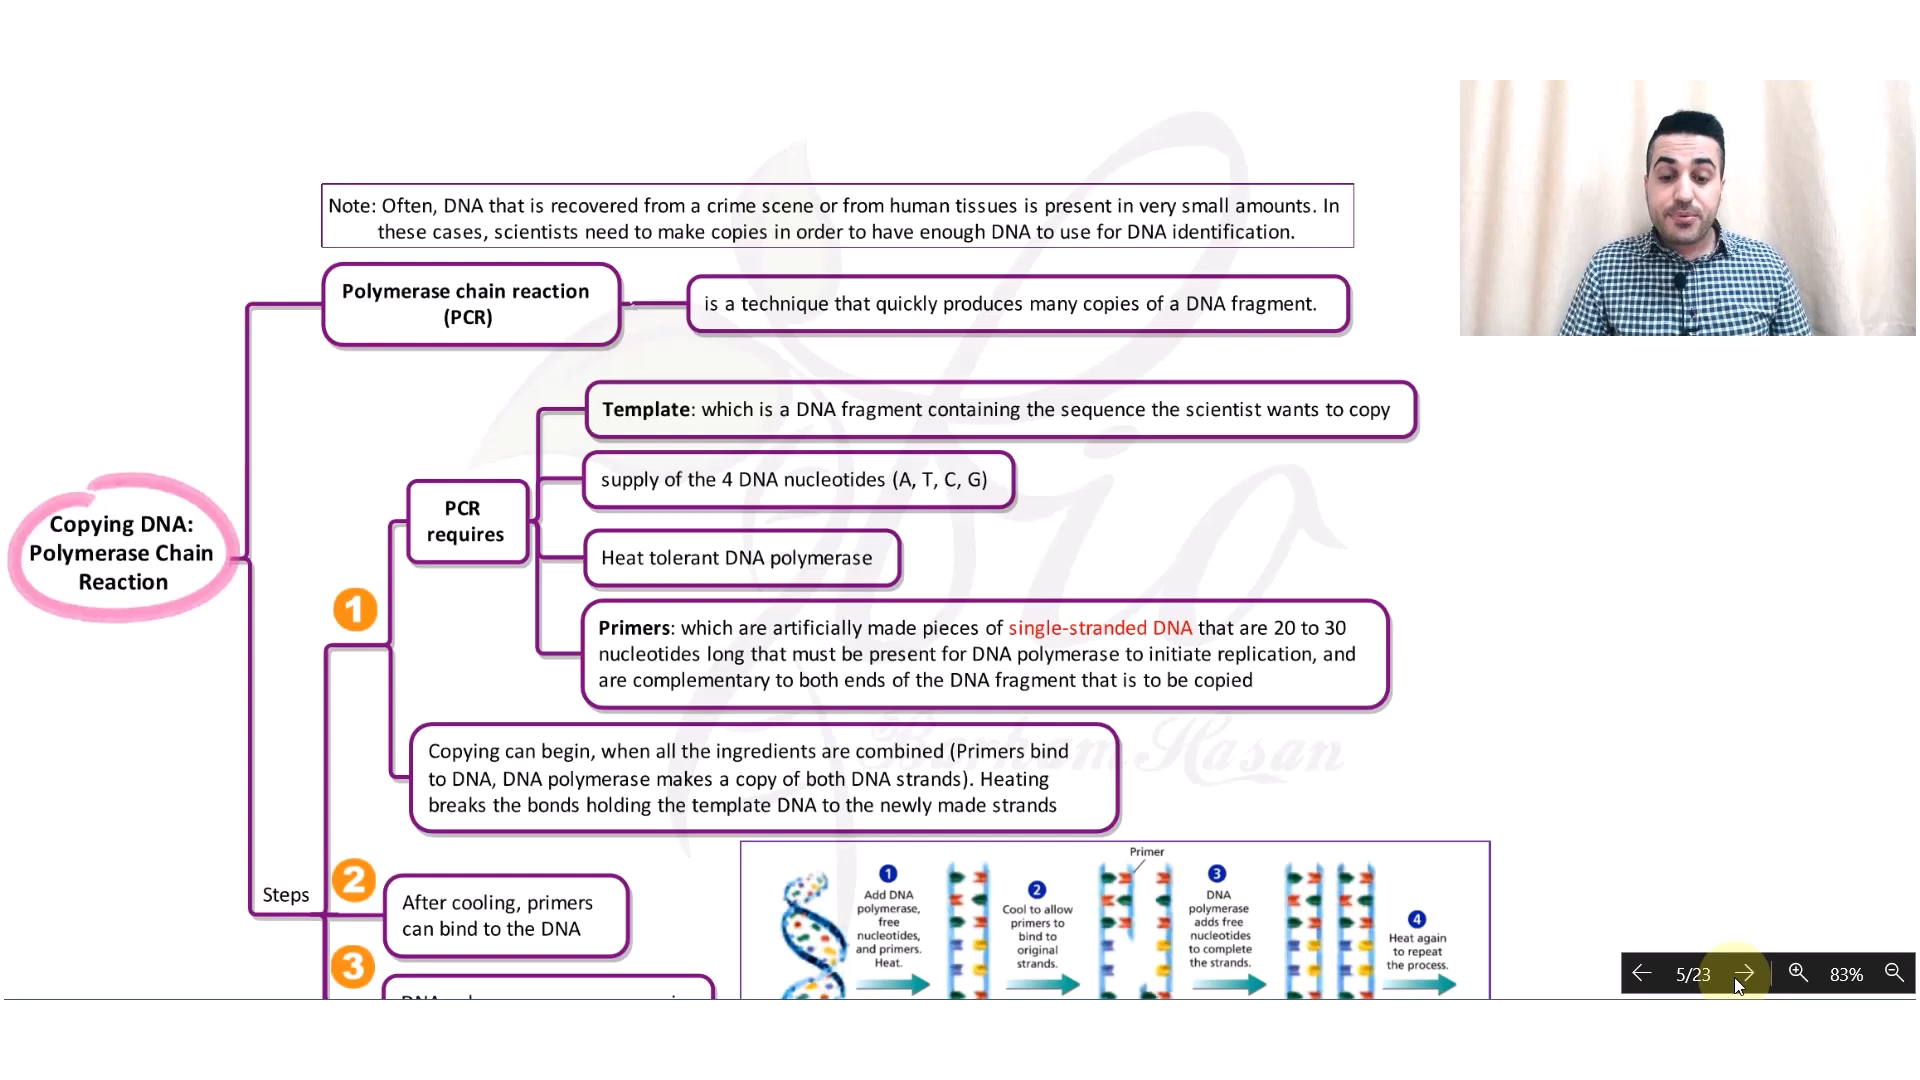 Note: Often, DNA that is recovered from a crime scene or from human tissues is present in very small amounts. In
these cases, scientists need to make copies in order to have enough DNA to use for DNA identification.
Polymerase chain reaction
(PCR)
is a technique that quickly produces many copies of a DNA fragment.
Template: which is a DNA fragment containing the sequence the scientist wants to copy
supply of the 4 DNA nucleotides (A, T, C, G)
PCR
requires
Heat tolerant DNA polymerase
Copying DNA:
Polymerase Chain
Reaction
1
Primers: which are artificially made pieces of single-stranded DNA that are 20 to 30
nucleotides long that must be present for DNA polymerase to initiate replication, and
are complementary to both ends of the DNA fragment that is to be copied
Bio
Barham Hasan
Copying can begin, when all the ingredients are combined (Primers bind
to DNA, DNA polymerase makes a copy of both DNA strands). Heating
breaks the bonds holding the template DNA to the newly made strands
Steps
2
After cooling, primers
can bind to the DNA
3
1
Add DNA
polymerase,
free
nucleotides,
and primers.
Heat.
2
Cool to allow
primers to
bind to
original
strands.
Primer
3
DNA
polymerase
adds free
nucleotides
to complete
the strands.
4
Heat again
to repeat
the process.
5/23
83%